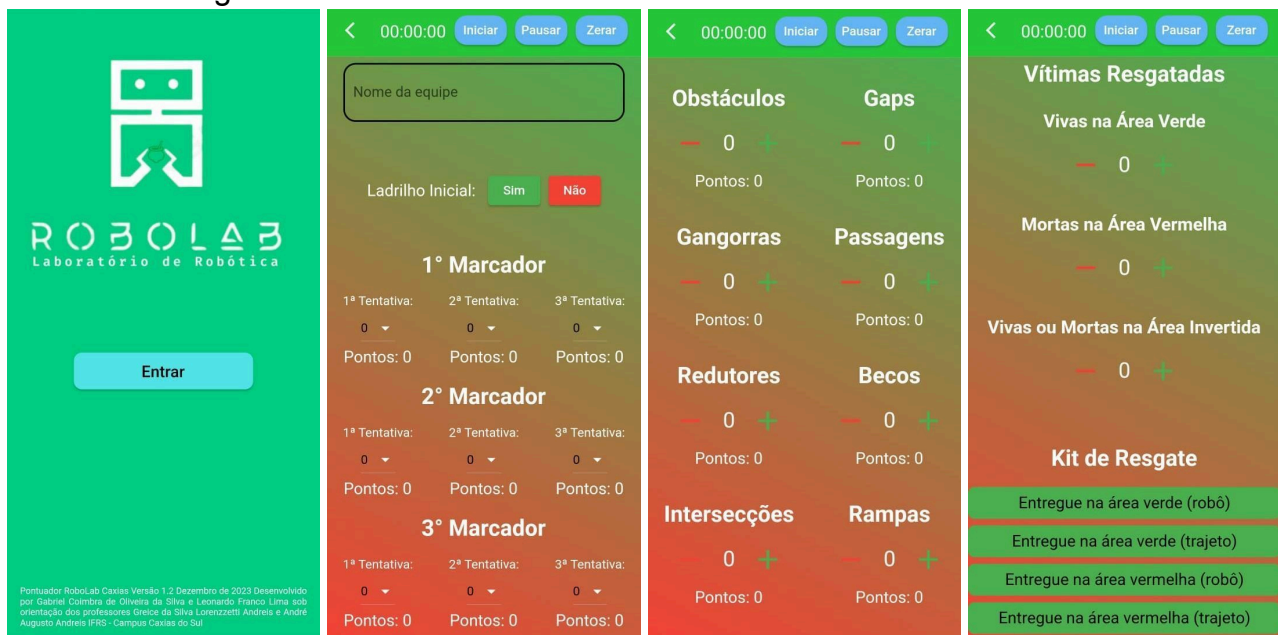 ROBOLAB
Laboratório de Robótica
Entrar
Pontuador RoboLab Caxias Versão 1.2 Dezembro de 2023 Desenvolvido
por Gabriel Coimbra de Oliveira da Silva e Leonardo Franco Lima sob
orientação dos professores Greice da Silva Lorenzzetti Andreis e André
Augusto Andreis IFRS - Campus Caxias do Sul
00:00:00 Iniciar Pausar Zerar
Nome da equipe
Ladrilho Inicial: Sim Não
1° Marcador
1ª Tentativa: 2ª Tentativa: 3ª Tentativa:
0 0 0
Pontos: 0 Pontos: 0 Pontos: 0
2° Marcador
1ª Tentativa: 2ª Tentativa: 3ª Tentativa:
0 0 0
Pontos: 0 Pontos: 0 Pontos: 0
3° Marcador
1ª Tentativa: 2ª Tentativa: 3ª Tentativa:
0 0 0
Pontos: 0 Pontos: 0 Pontos: 0
00:00:00 Iniciar Pausar Zerar
Obstáculos Gaps
— 0 + — 0 +
Pontos: 0 Pontos: 0
Gangorras Passagens
— 0 + — 0 +
Pontos: 0 Pontos: 0
Redutores Becos
— 0 + — 0 +
Pontos: 0 Pontos: 0
Intersecções Rampas
— 0 + — 0 +
Pontos: 0 Pontos: 0
00:00:00 Iniciar Pausar Zerar
Vítimas Resgatadas
Vivas na Área Verde
— 0 +
Mortas na Área Vermelha
— 0 +
Vivas ou Mortas na Área Invertida
— 0 +
Kit de Resgate
Entregue na área verde (robô)
Entregue na área verde (trajeto)
Entregue na área vermelha (robô)
Entregue na área vermelha (trajeto)